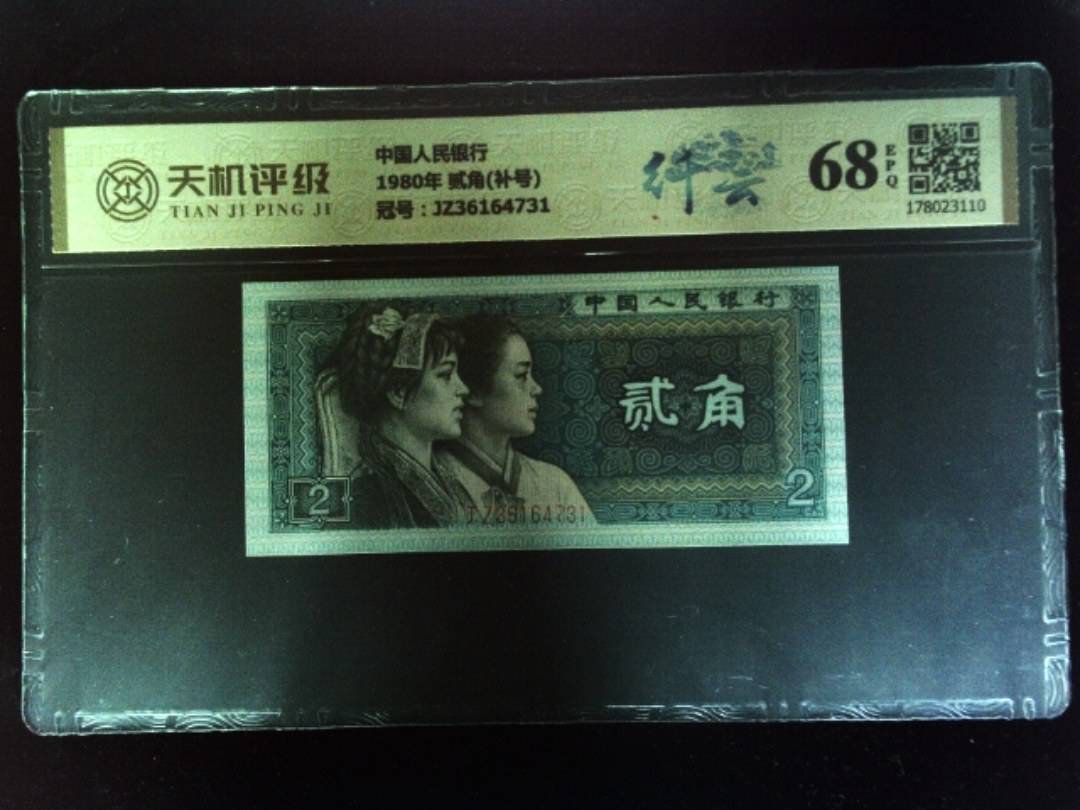 天机评级
TIAN JI PING JI
中国人民银行
1980年 贰角(补号)
冠号：JZ36164731
纤云
68
EPQ
178023110
中国人民银行
贰角
2
2
JZ36164731